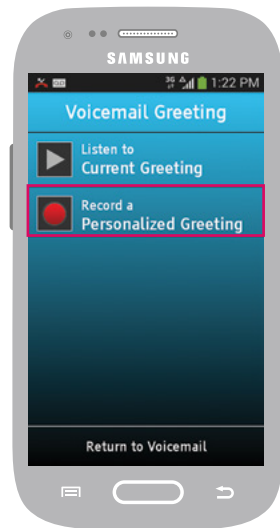 SAMSUNG
3G 1:22 PM
Voicemail Greeting
Listen to
Current Greeting
Record a
Personalized Greeting
Return to Voicemail